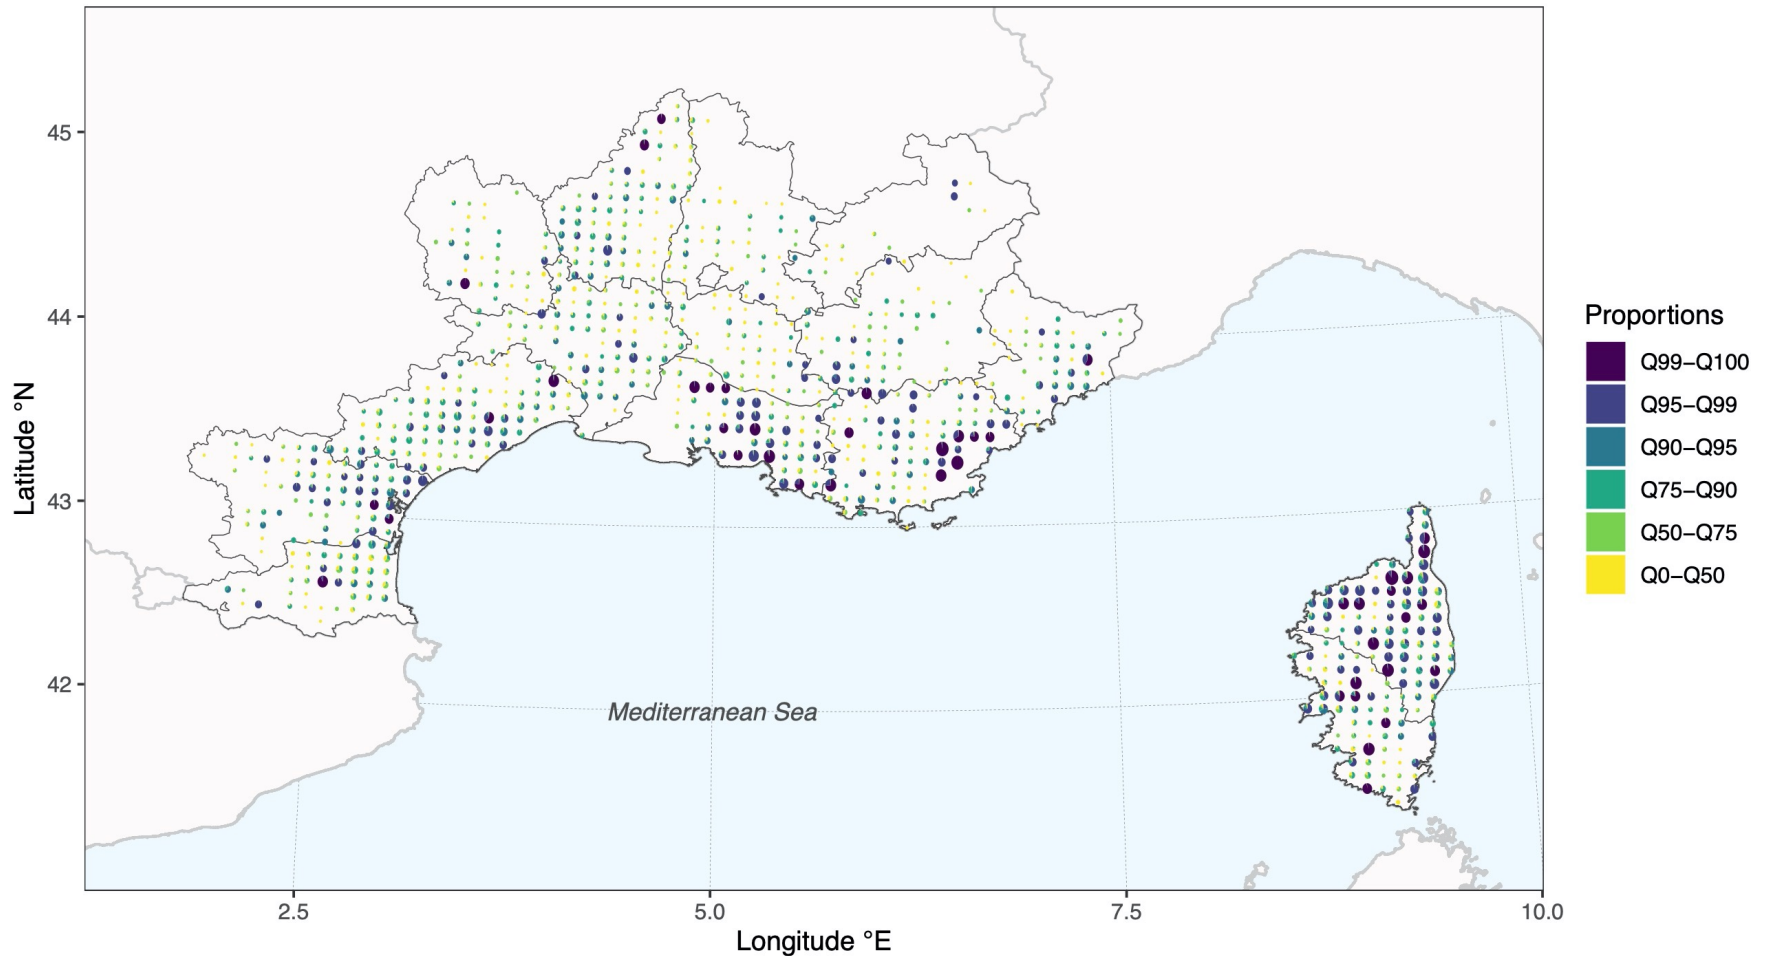 45
44
43
42
Latitude °N
Mediterranean Sea
2.5
5.0
7.5
10.0
Longitude °E
Proportions
Q99–Q100
Q95–Q99
Q90–Q95
Q75–Q90
Q50–Q75
Q0–Q50